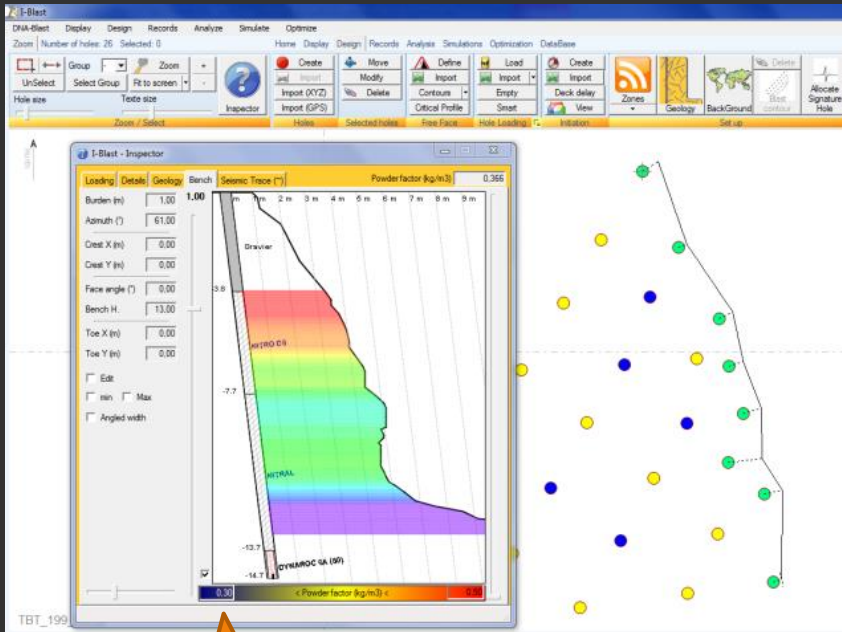 I-Blast
DNA-Blast Display Design Records Analyze Simulate Optimize
Zoom Number of holes: 26 Selected: 0 Home Display Design Records Analysis Simulations Optimization DataBase
Group Zoom + Create Move Define Load Create Delete
Import Modify Import Import Import
UnSelect Select Group Fit to screen - Import (XYZ) Delete Contours Empty Deck delay Zones Geology BackGround Blast contour Allocate Signature Hole
Hole size Texte size Inspector Import (GPS) Critical Profile Smart View
Zoom / Select Holes Selected holes Free Face Hole Loading Initiation Set up
I-Blast - Inspector
Loading Details Geology Bench Seismic Trace (~) Powder factor (kg/m3) 0,366
Burden (m) 1,00 1,00 m 1 m 2 m 3 m 4 m 5 m 6 m 7 m 8 m 9 m
Azimuth (°) 61,00
Crest X (m) 0,00 Gravier
Crest Y (m) 0,00
Face angle (°) 0,00
Bench H. 13,00 -3.8
Toe X (m) 0,00
Toe Y (m) 0,00
Edit
min Max -7.7
Angled width
-13.7
-14.7
0,30 < Powder factor (kg/m3) < 0,50
TBT_199